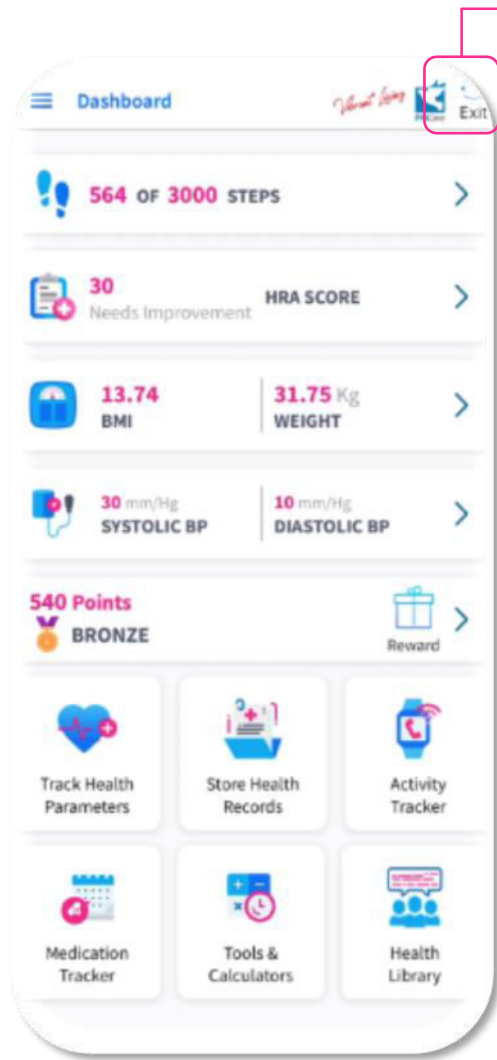 Dashboard
Vibrant living
Exit
564 OF 3000 STEPS
30
Needs Improvement
HRA SCORE
13.74
BMI
31.75 Kg
WEIGHT
30 mm/Hg
SYSTOLIC BP
10 mm/Hg
DIASTOLIC BP
540 Points
BRONZE
Reward
Track Health
Parameters
Store Health
Records
Activity
Tracker
Medication
Tracker
Tools &
Calculators
Health
Library